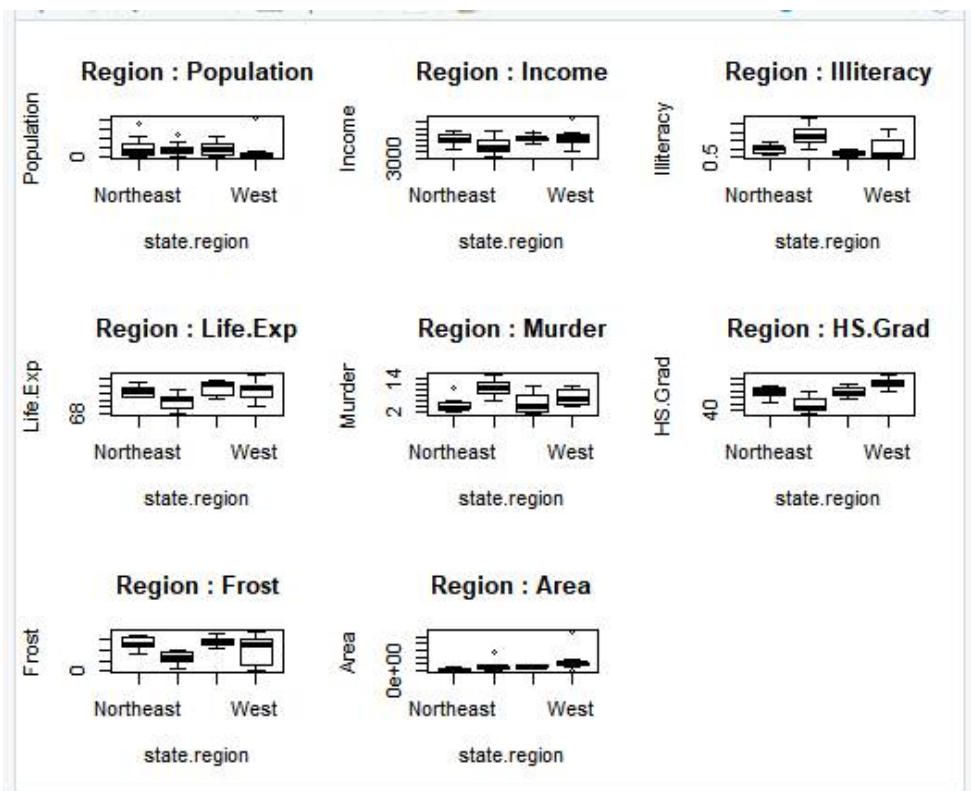 Region : Population
Population
0
Northeast West
state.region
Region : Income
Income
3000
Northeast West
state.region
Region : Illiteracy
Illiteracy
0.5
Northeast West
state.region
Region : Life.Exp
Life.Exp
68
Northeast West
state.region
Region : Murder
Murder
2 14
Northeast West
state.region
Region : HS.Grad
HS.Grad
40
Northeast West
state.region
Region : Frost
Frost
0
Northeast West
state.region
Region : Area
Area
0e+00
Northeast West
state.region